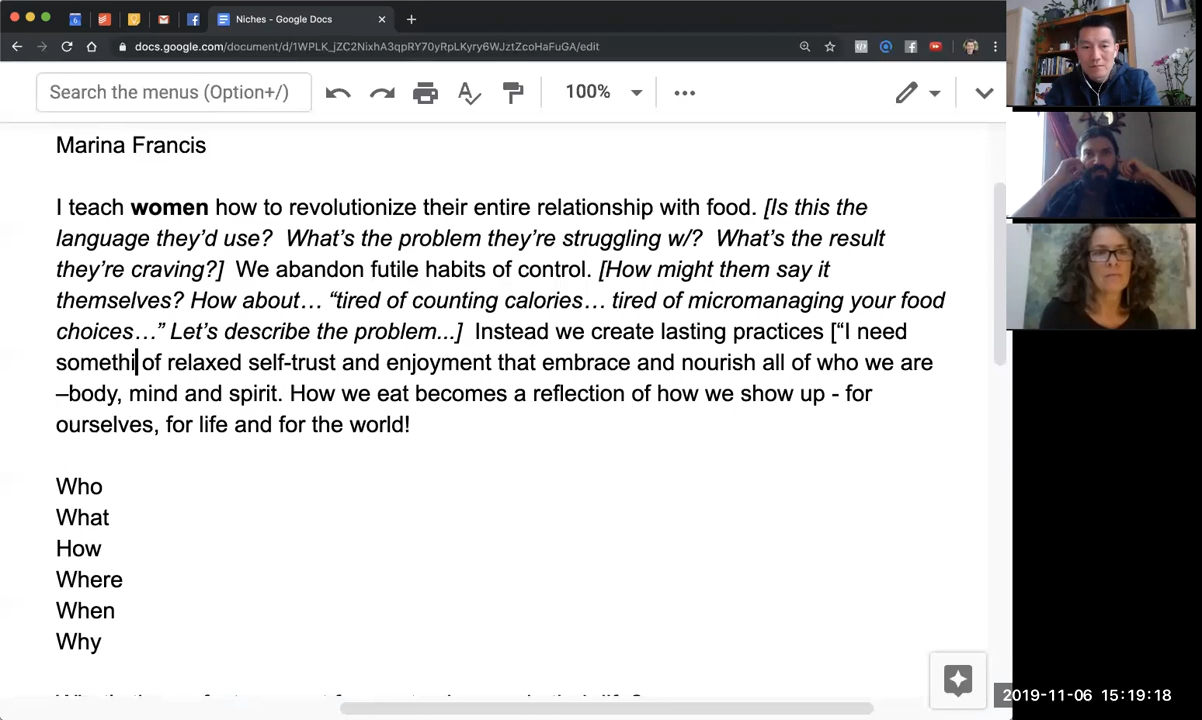 Niches - Google Docs
docs.google.com/document/d/1WPLK_jZC2NixhA3qpRY70yRpLKyry6WJztZcoHaFuGA/edit
Search the menus (Option+/)
100%
Marina Francis
I teach women how to revolutionize their entire relationship with food. [Is this the
language they'd use?  What's the problem they're struggling w/?  What's the result
they're craving?]  We abandon futile habits of control. [How might them say it
themselves? How about… “tired of counting calories… tired of micromanaging your food
choices…” Let's describe the problem...]  Instead we create lasting practices [“I need
somethi of relaxed self-trust and enjoyment that embrace and nourish all of who we are
–body, mind and spirit. How we eat becomes a reflection of how we show up - for
ourselves, for life and for the world!
Who
What
How
Where
When
Why
2019-11-06 15:19:18